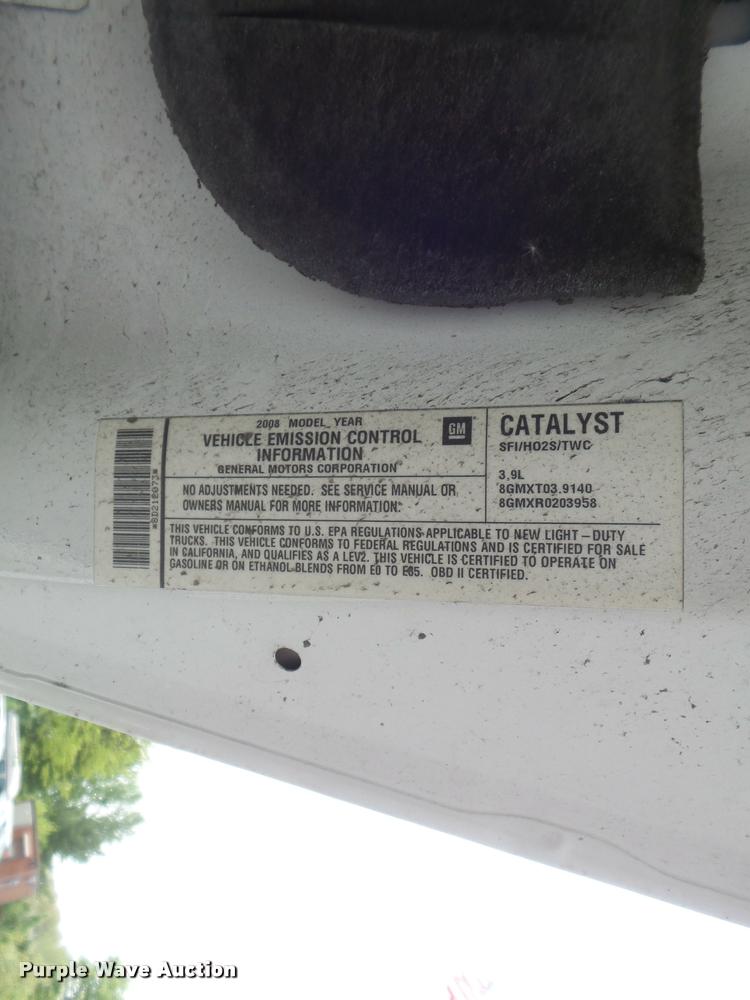 2008 MODEL YEAR
VEHICLE EMISSION CONTROL
INFORMATION
GENERAL MOTORS CORPORATION
GM
NO ADJUSTMENTS NEEDED. SEE SERVICE MANUAL OR
OWNERS MANUAL FOR MORE INFORMATION.
CATALYST
SFI/HO2S/TWC
3.9L
8GMXT03.9140
8GMXR0203958
THIS VEHICLE CONFORMS TO U.S. EPA REGULATIONS APPLICABLE TO NEW LIGHT-DUTY
TRUCKS. THIS VEHICLE CONFORMS TO FEDERAL REGULATIONS AND IS CERTIFIED FOR SALE
IN CALIFORNIA, AND QUALIFIES AS A LEV2. THIS VEHICLE IS CERTIFIED TO OPERATE ON
GASOLINE OR ON ETHANOL BLENDS FROM E0 TO E85. OBD II CERTIFIED.
Purple Wave Auction